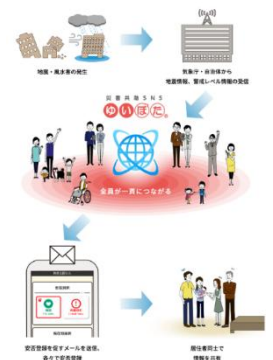 地震・風水害の発生
気象庁・自治体から
地震情報、警戒レベル情報の受信
災害共助SNS
ゆいぽた
会員が一斉につながる
安否登録を促すメールを送信。
各々で安否登録
居住者同士で
情報を共有